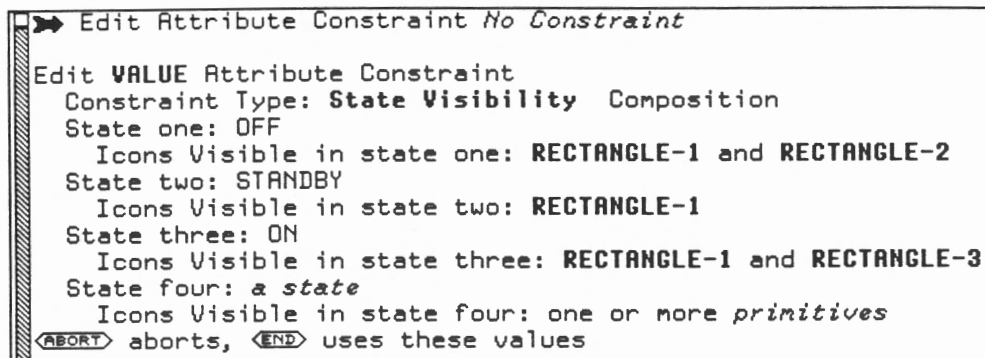 Edit Attribute Constraint No Constraint
Edit VALUE Attribute Constraint
Constraint Type: State Visibility Composition
State one: OFF
Icons Visible in state one: RECTANGLE-1 and RECTANGLE-2
State two: STANDBY
Icons Visible in state two: RECTANGLE-1
State three: ON
Icons Visible in state three: RECTANGLE-1 and RECTANGLE-3
State four: a state
Icons Visible in state four: one or more primitives
ABORT aborts, END uses these values